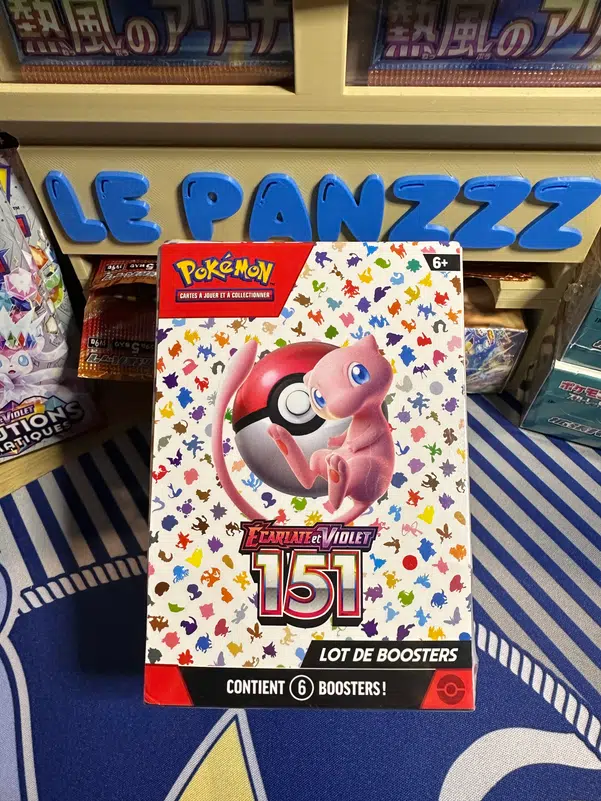 熱風のアリーナ
熱風のアリーナ
LE PANZZZ
POKÉMON
CARTES À JOUER ET À COLLECTIONNER
6+
ÉCARLATE et VIOLET
151
LOT DE BOOSTERS
CONTIENT 6 BOOSTERS!